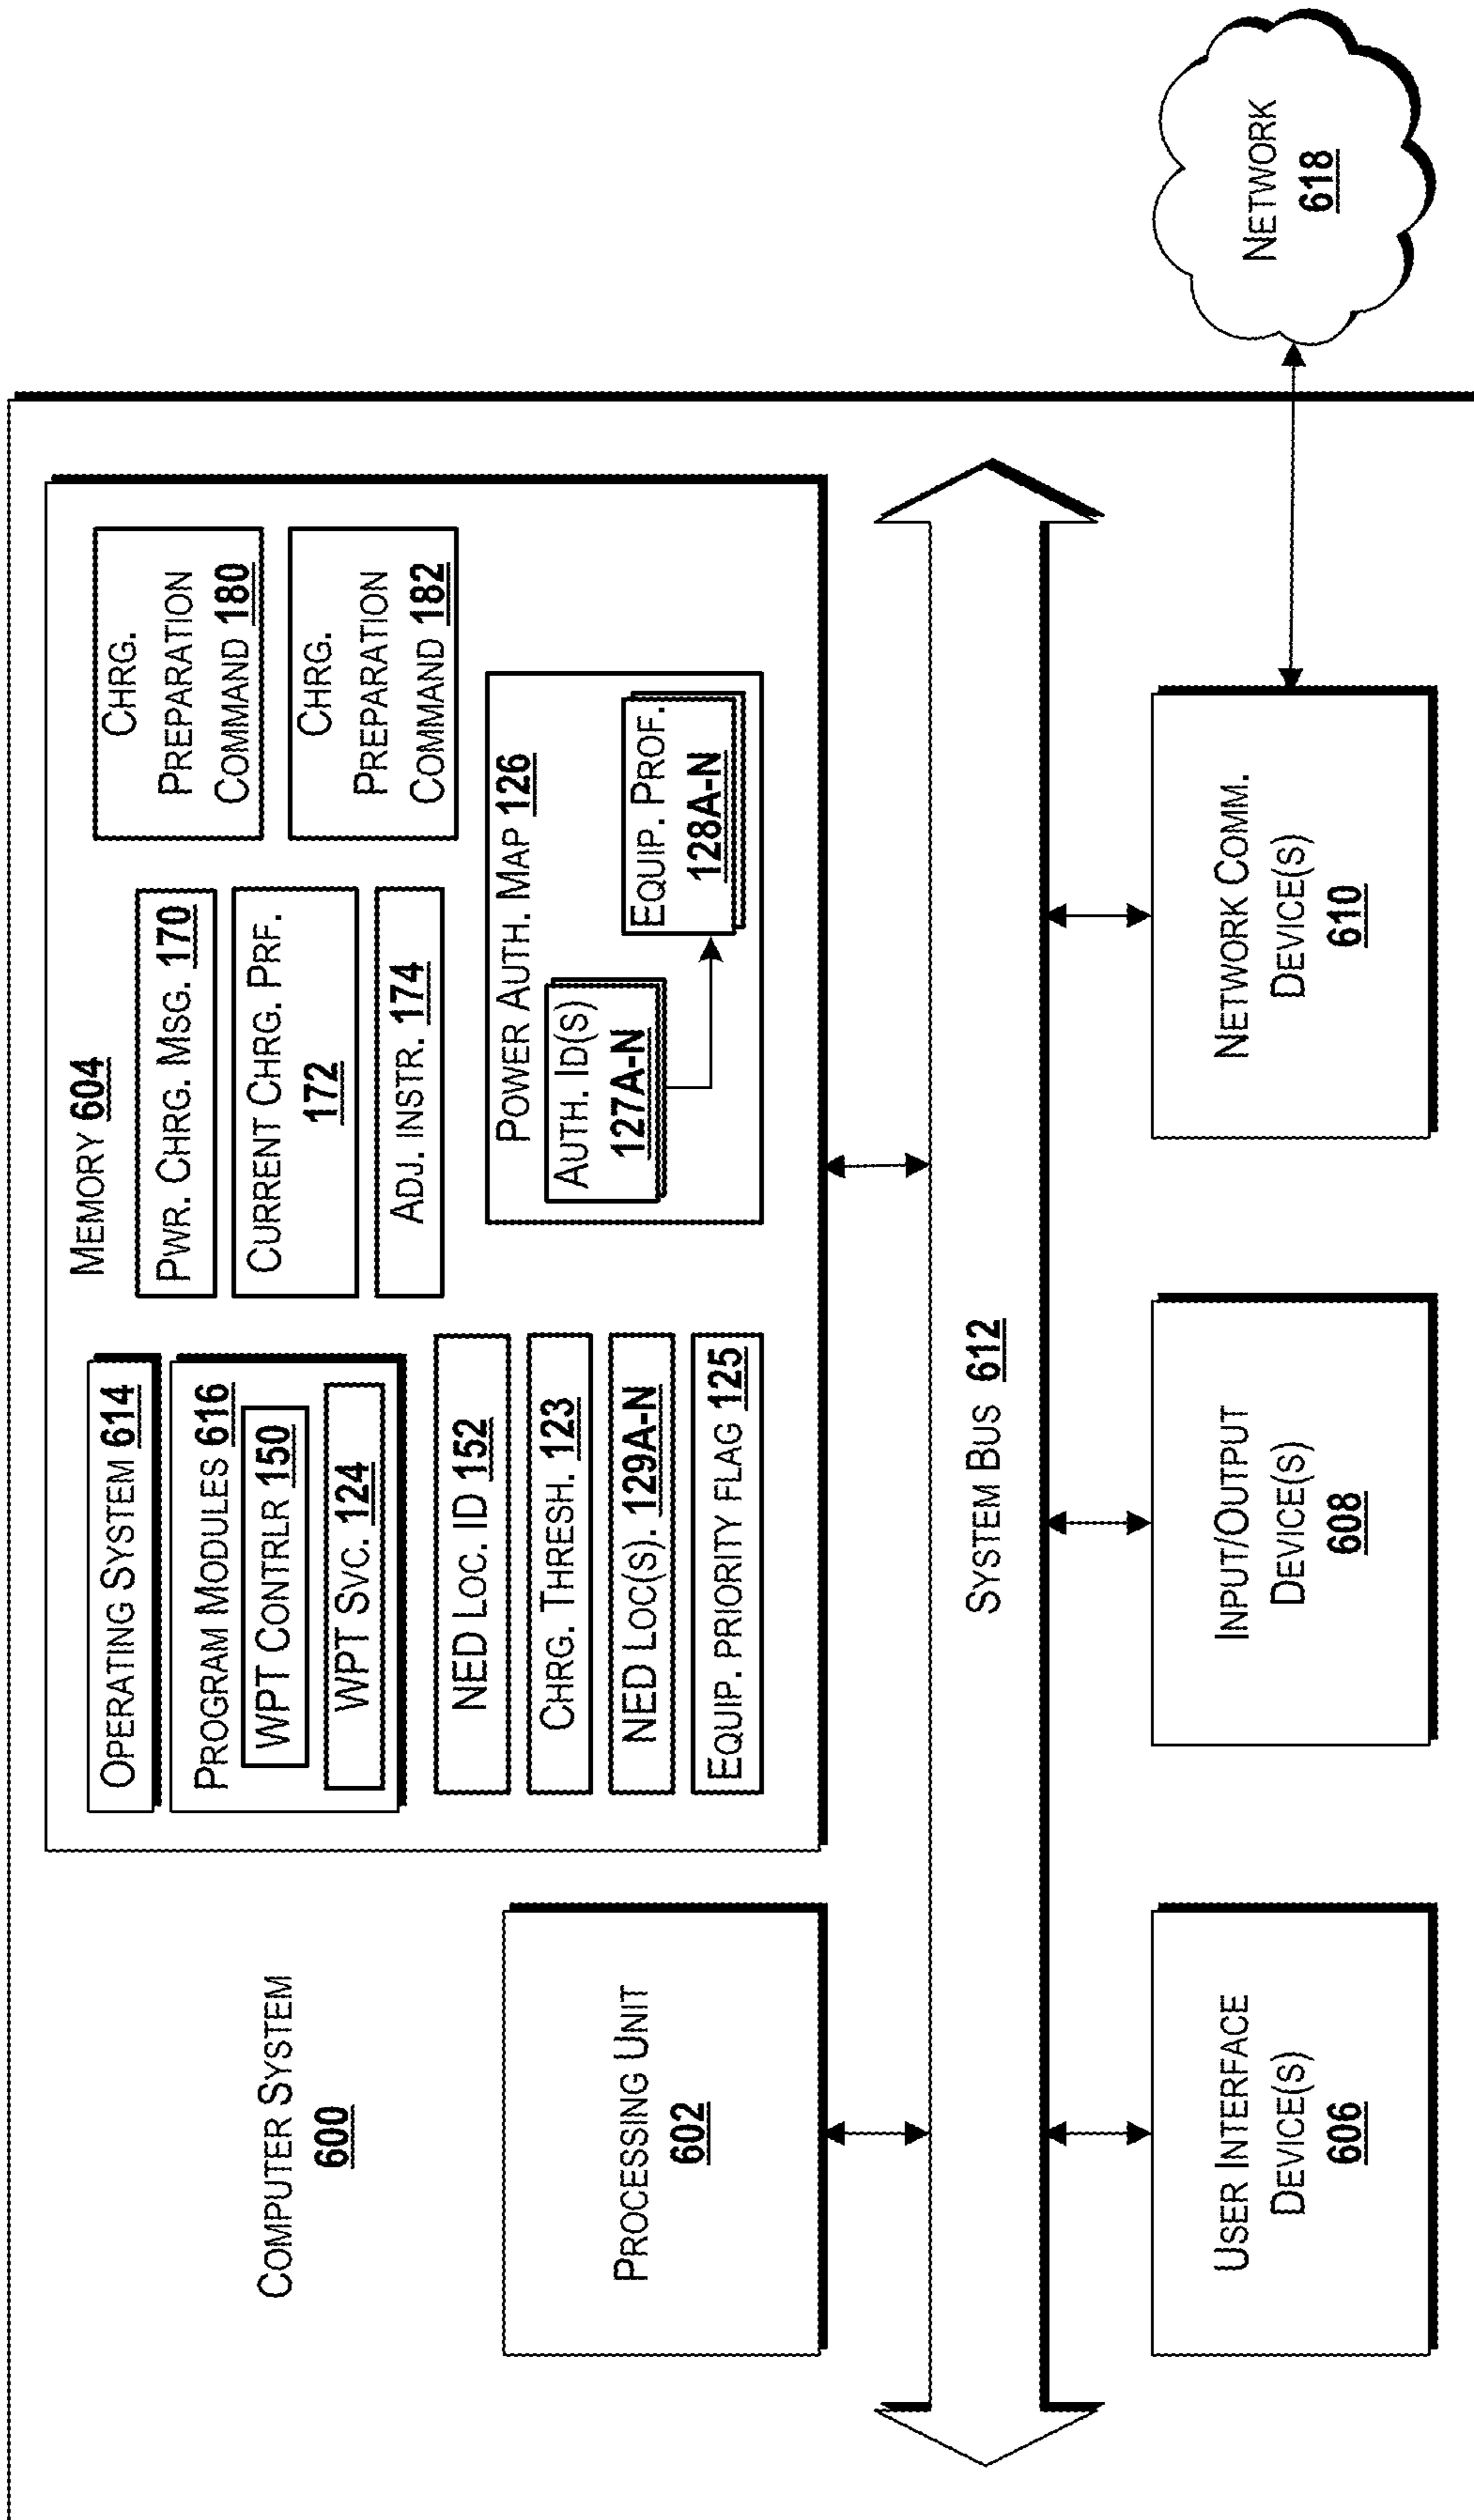 COMPUTER SYSTEM
600
PROCESSING UNIT
602
MEMORY 604
OPERATING SYSTEM 614
PROGRAM MODULES 616
WPT CONTRLR 150
WPT SVC. 124
NED LOC. ID 152
CHRG. THRESH. 123
NED LOC(S). 129A-N
EQUIP. PRIORITY FLAG 125
PWR. CHRG. MSG. 170
CURRENT CHRG. PRF.
172
ADJ. INSTR. 174
CHRG.
PREPARATION
COMMAND 180
CHRG.
PREPARATION
COMMAND 182
POWER AUTH. MAP 126
AUTH. ID(S)
127A-N
EQUIP. PROF.
128A-N
SYSTEM BUS 612
USER INTERFACE
DEVICE(S)
606
INPUT/OUTPUT
DEVICE(S)
608
NETWORK COMM.
DEVICE(S)
610
NETWORK
618